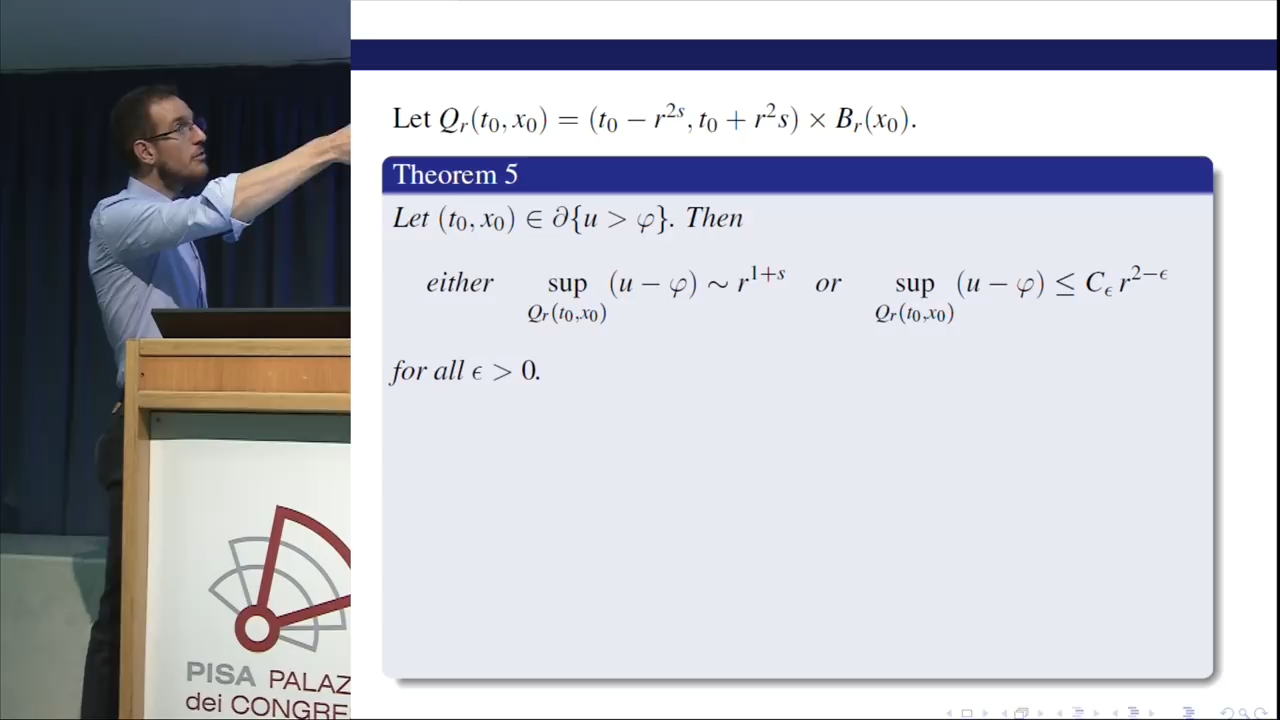 Let Q_r(t_0, x_0) = (t_0 − r^{2s}, t_0 + r^2 s) × B_r(x_0).
Theorem 5
Let (t_0, x_0) ∈ ∂{u > φ}. Then
either sup_{Q_r(t_0,x_0)} (u − φ) ∼ r^{1+s} or sup_{Q_r(t_0,x_0)} (u − φ) ≤ C_ϵ r^{2−ϵ}
for all ϵ > 0.
PISA PALAZ
dei CONGRE